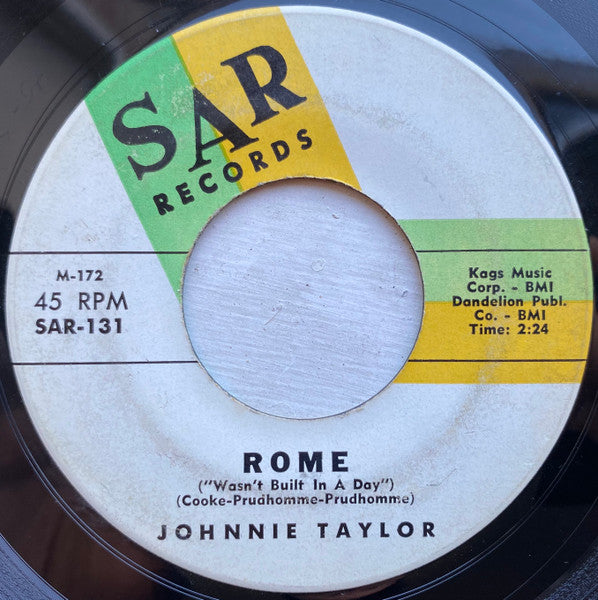 SAR
RECORDS
M-172
45 RPM
SAR-131
Kags Music
Corp. - BMI
Dandelion Publ.
Co. - BMI
Time: 2:24
ROME
("Wasn't Built In A Day")
(Cooke-Prudhomme-Prudhomme)
JOHNNIE TAYLOR